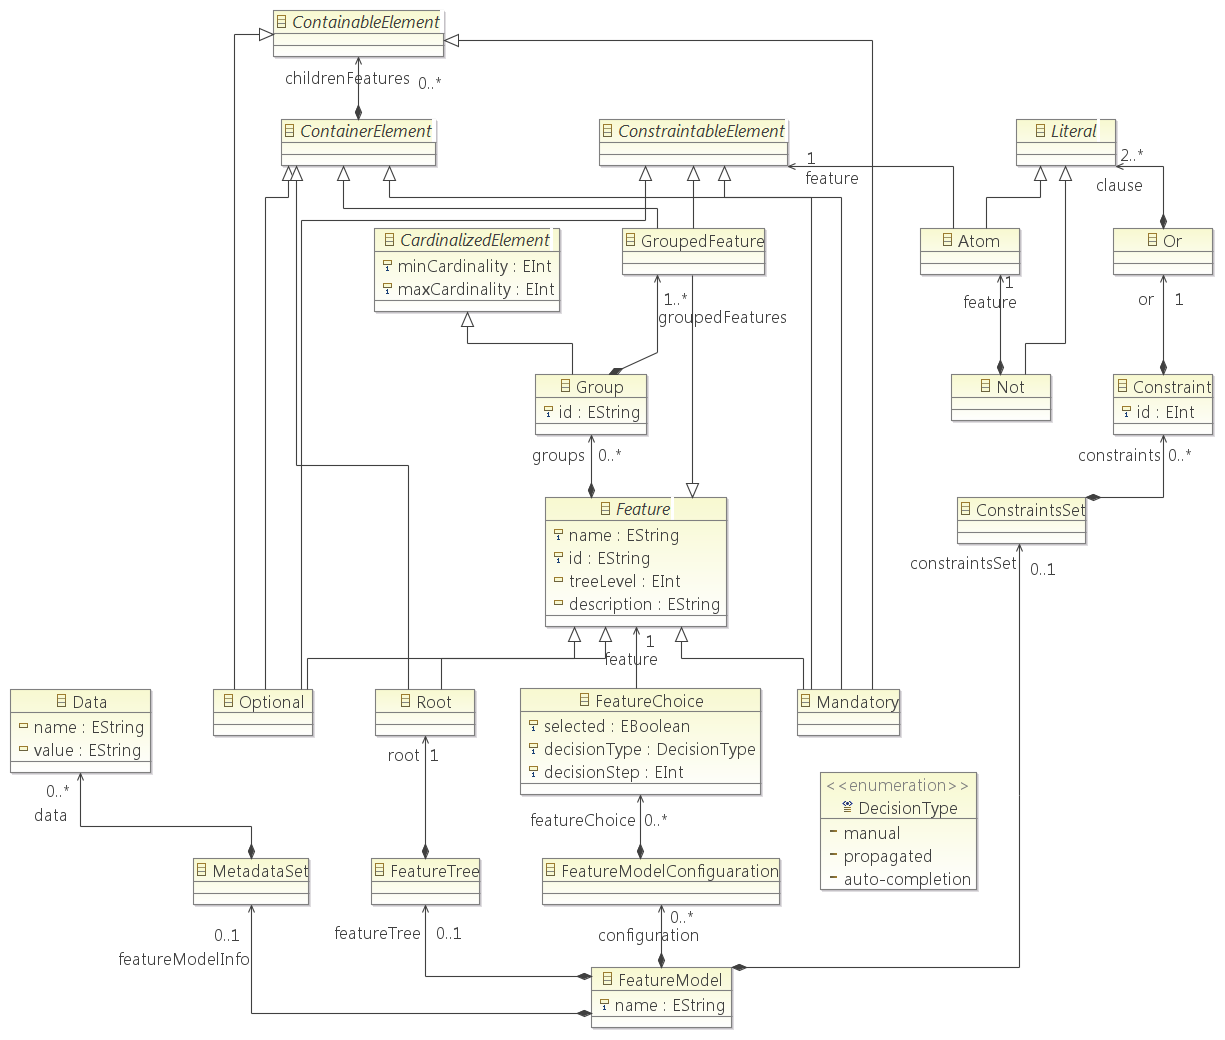 ContainableElement
childrenFeatures 0..*
ContainerElement
ConstraintableElement
Literal
1
feature
2..*
clause
CardinalizedElement
minCardinality : EInt
maxCardinality : EInt
GroupedFeature
Atom
Or
1..*
groupedFeatures
1
feature
or 1
Group
id : EString
Not
Constraint
id : EInt
groups 0..*
constraints 0..*
Feature
name : EString
id : EString
treeLevel : EInt
description : EString
ConstraintsSet
constraintsSet 0..1
1
feature
Data
name : EString
value : EString
Optional
Root
FeatureChoice
selected : EBoolean
decisionType : DecisionType
decisionStep : EInt
Mandatory
root 1
0..*
data
featureChoice 0..*
<<enumeration>>
DecisionType
manual
propagated
auto-completion
MetadataSet
FeatureTree
FeatureModelConfiguaration
0..1
featureModelInfo
featureTree 0..1
0..*
configuration
FeatureModel
name : EString